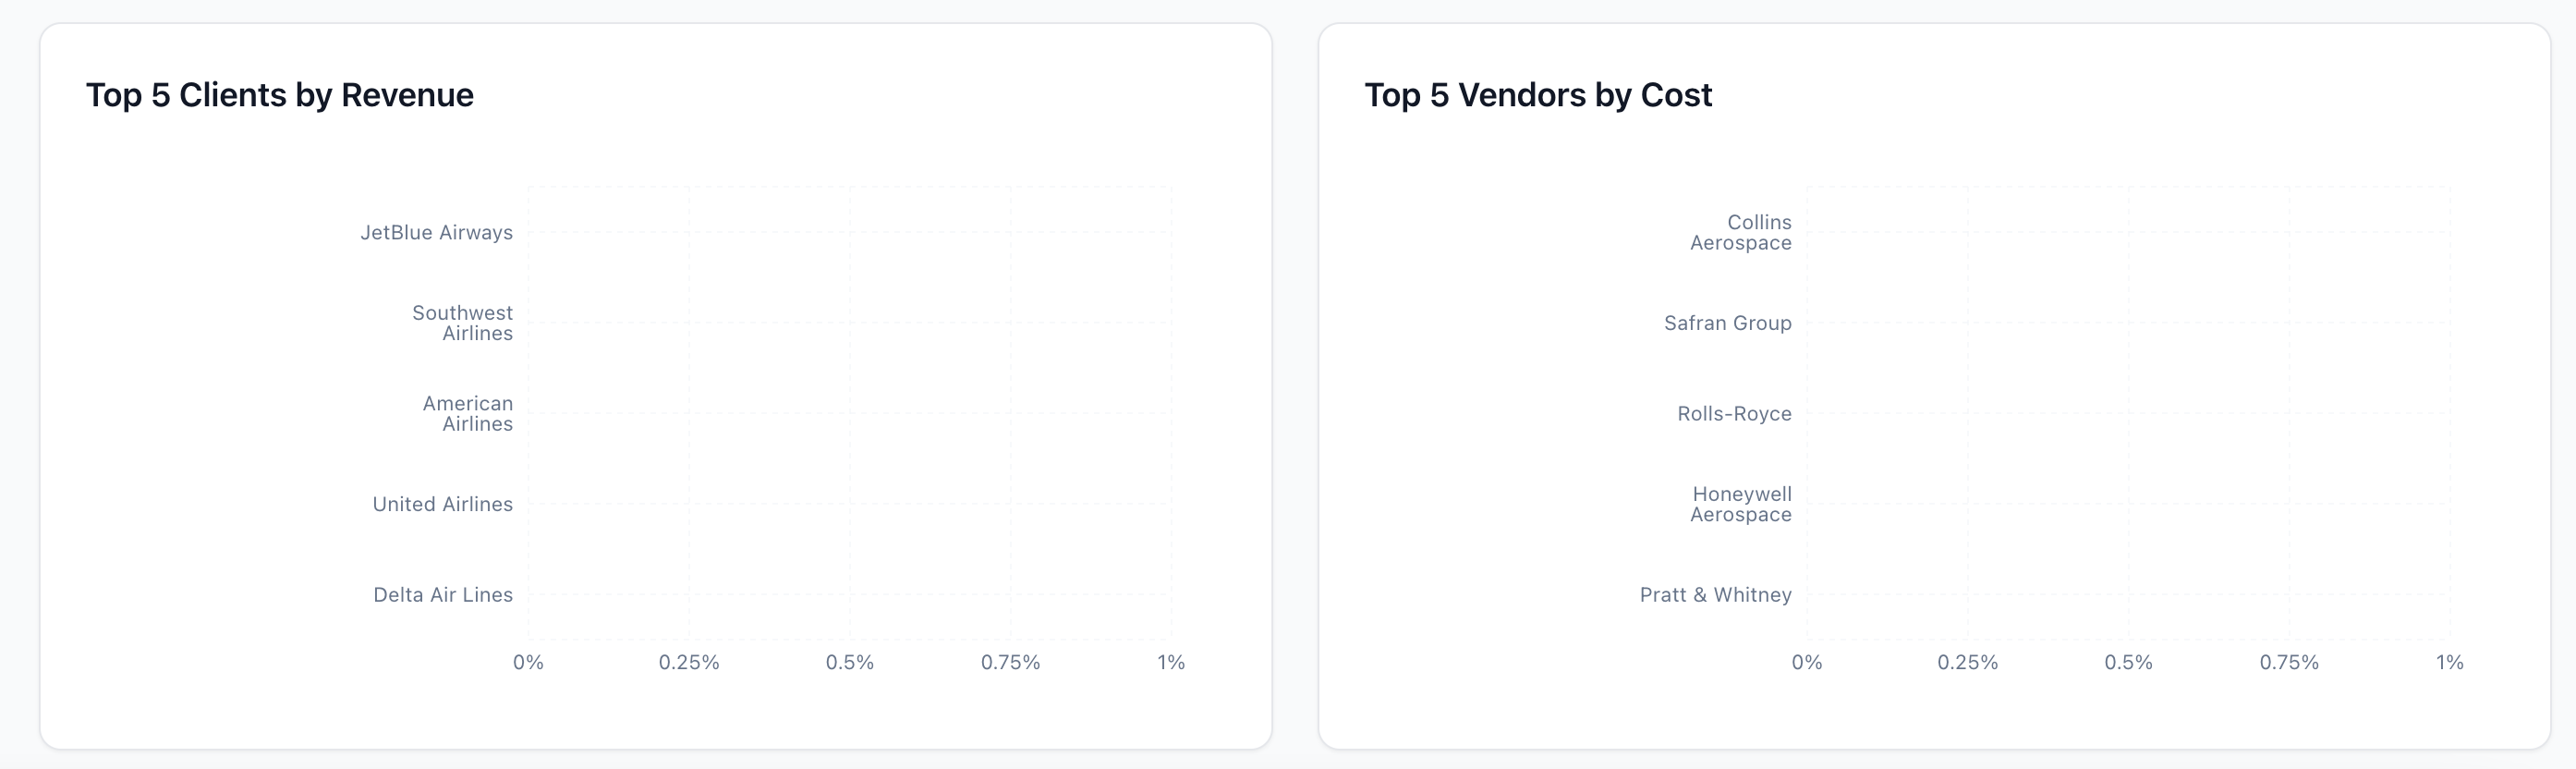 Top 5 Clients by Revenue
JetBlue Airways
Southwest
Airlines
American
Airlines
United Airlines
Delta Air Lines
0% 0.25% 0.5% 0.75% 1%
Top 5 Vendors by Cost
Collins
Aerospace
Safran Group
Rolls-Royce
Honeywell
Aerospace
Pratt & Whitney
0% 0.25% 0.5% 0.75% 1%